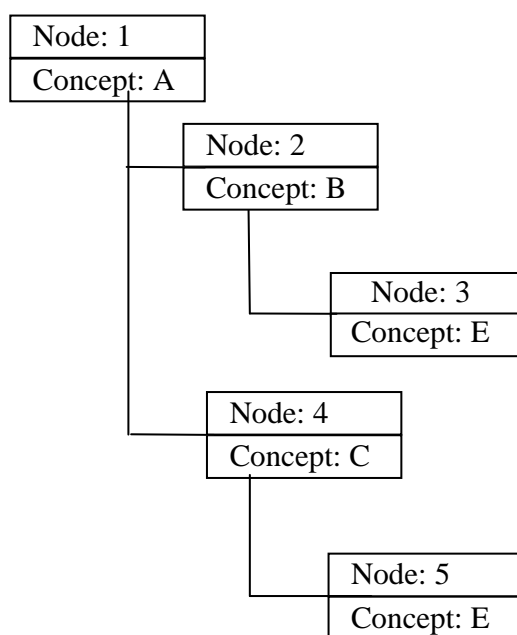 Node: 1
Concept: A
Node: 2
Concept: B
Node: 3
Concept: E
Node: 4
Concept: C
Node: 5
Concept: E